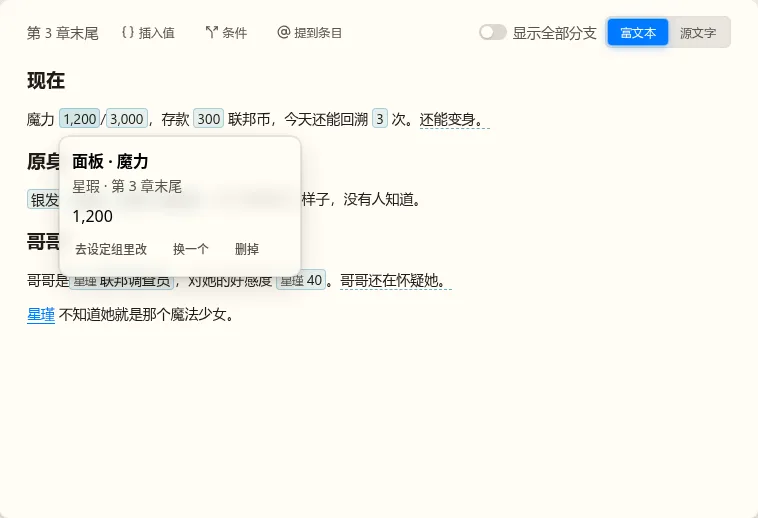 第 3 章末尾 {} 插入值 条件 @ 提到条目 显示全部分支 富文本 源文字
现在
魔力 1,200/3,000，存款 300 联邦币，今天还能回溯 3 次。还能变身。
原身
面板 · 魔力
星瑕 · 第 3 章末尾
银发 样子，没有人知道。
1,200
哥哥
去设定组里改 换一个 删掉
哥哥是 星瑾 联邦调查员，对她的好感度 星瑾 40。哥哥还在怀疑她。
星瑾 不知道她就是那个魔法少女。